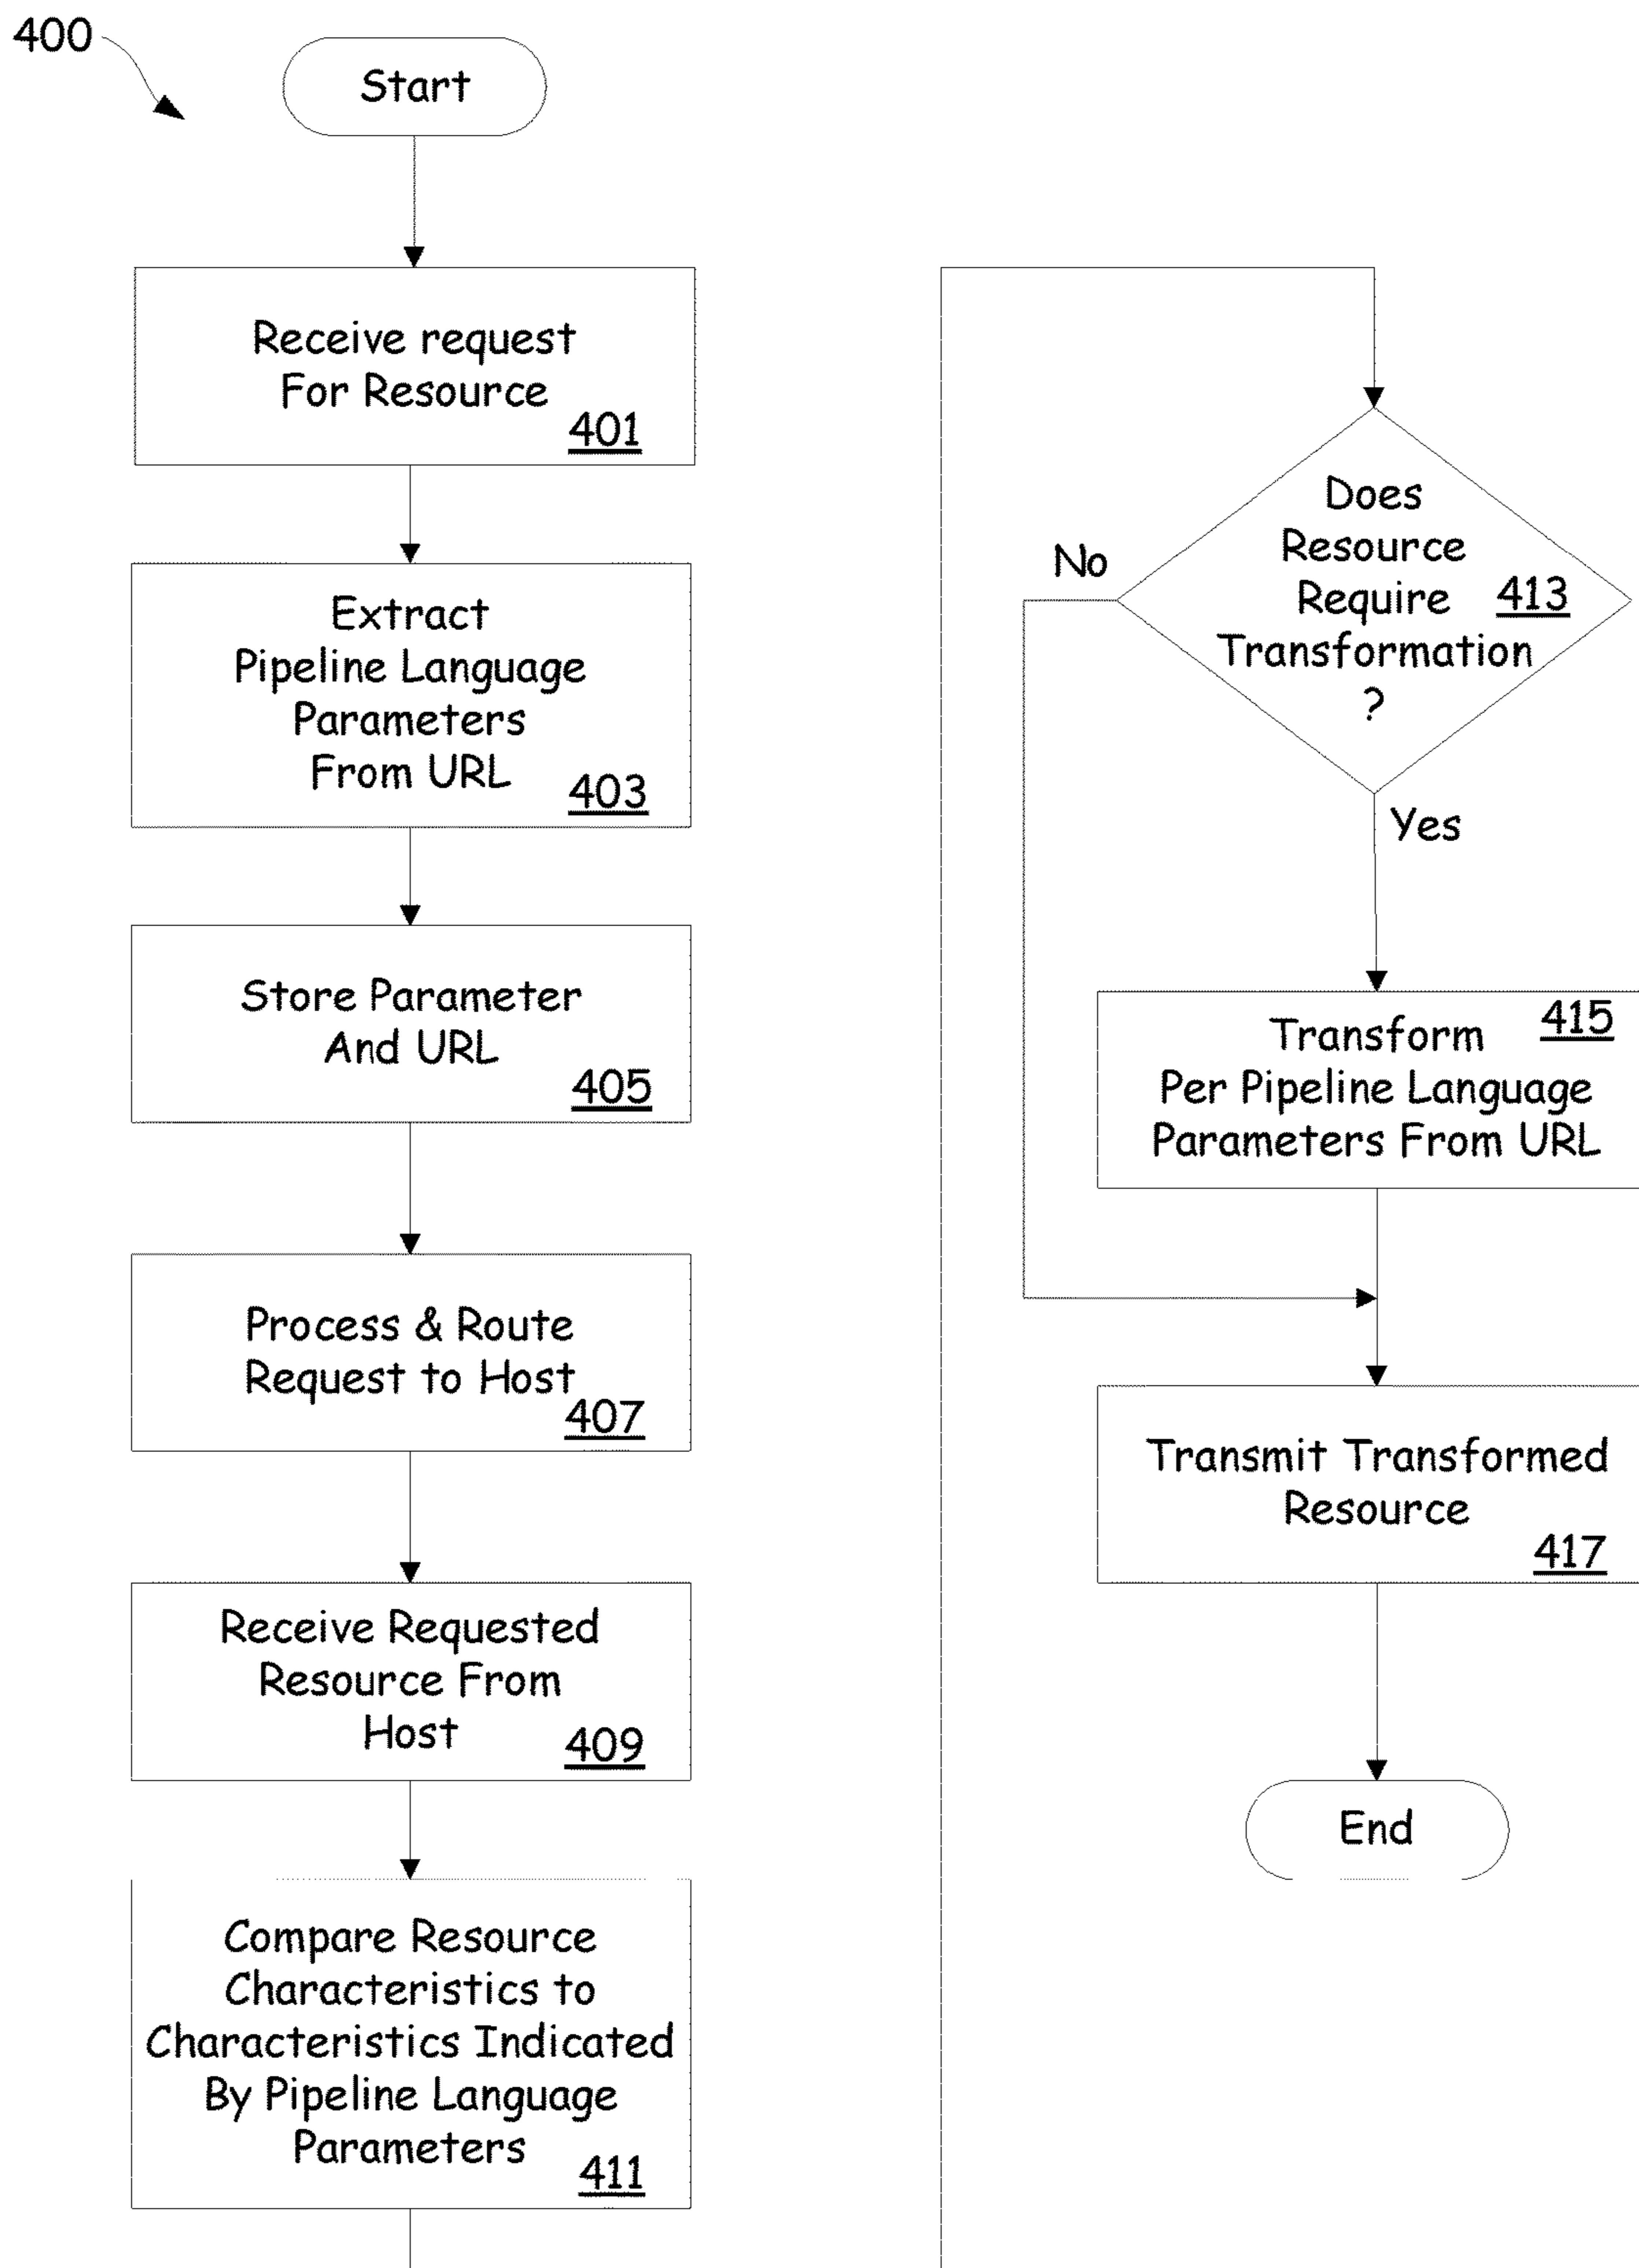 400
Start
Receive request
For Resource
401
Extract
Pipeline Language
Parameters
From URL
403
Store Parameter
And URL
405
Process & Route
Request to Host
407
Receive Requested
Resource From
Host
409
Compare Resource
Characteristics to
Characteristics Indicated
By Pipeline Language
Parameters
411
Does
Resource
Require
413
Transformation
?
No
Yes
415
Transform
Per Pipeline Language
Parameters From URL
Transmit Transformed
Resource
417
End